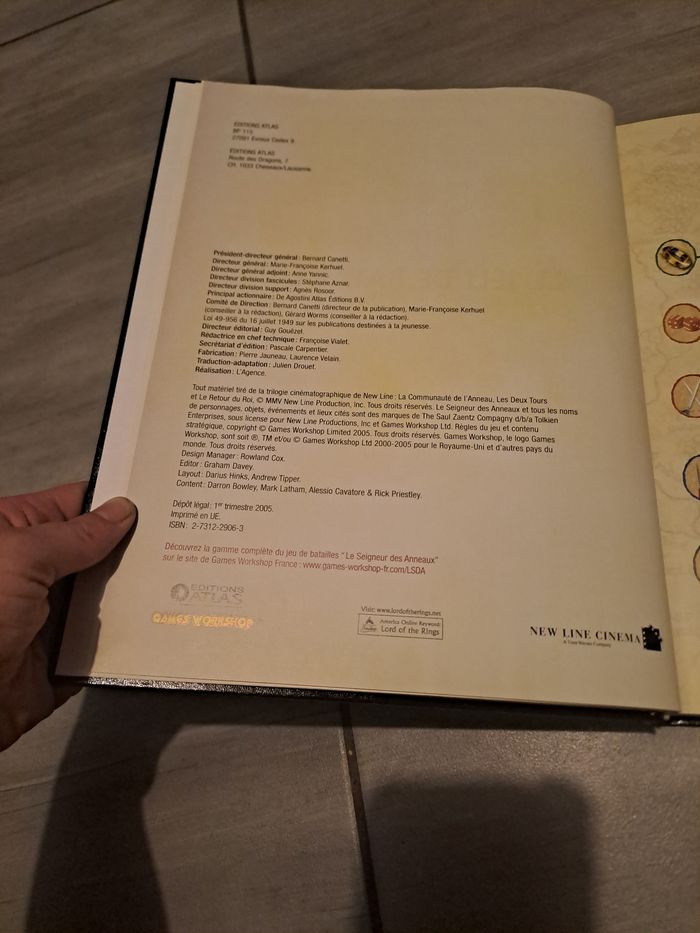 EDITIONS ATLAS
BP 115
27091 Evreux Cedex 9
EDITIONS ATLAS
Route des Dragons, 7
CH. 1033 Cheseaux/Lausanne
Président-directeur général : Bernard Canetti.
Directeur général : Marie-Françoise Kerhuel.
Directeur général adjoint : Anne Yannic.
Directeur division fascicules : Stéphane Aznar.
Directeur division support : Agnès Rosoor.
Principal actionnaire : De Agostini Atlas Éditions B.V.
Comité de Direction : Bernard Canetti (directeur de la publication), Marie-Françoise Kerhuel
(conseiller à la rédaction), Gérard Worms (conseiller à la rédaction).
Loi 49-956 du 16 juillet 1949 sur les publications destinées à la jeunesse.
Directeur éditorial : Guy Gouëzel.
Rédactrice en chef technique : Françoise Vialet.
Secrétariat d'édition : Pascale Carpentier.
Fabrication : Pierre Jauneau, Laurence Velain.
Traduction-adaptation : Julien Drouet.
Réalisation : L'Agence.
Tout matériel tiré de la trilogie cinématographique de New Line : La Communauté de l'Anneau, Les Deux Tours
et Le Retour du Roi, © MMV New Line Production, Inc. Tous droits réservés. Le Seigneur des Anneaux et tous les noms
de personnages, objets, événements et lieux cités sont des marques de The Saul Zaentz Compagny d/b/a Tolkien
Enterprises, sous license pour New Line Productions, Inc et Games Workshop Ltd. Règles du jeu et contenu
stratégique, copyright © Games Workshop Limited 2005. Tous droits réservés. Games Workshop, le logo Games
Workshop, sont soit ®, TM et/ou © Games Workshop Ltd 2000-2005 pour le Royaume-Uni et d'autres pays du
monde. Tous droits réservés.
Design Manager : Rowland Cox.
Editor : Graham Davey.
Layout : Darius Hinks, Andrew Tipper.
Content : Darron Bowley, Mark Latham, Alessio Cavatore & Rick Priestley.
Dépôt légal : 1er trimestre 2005.
Imprimé en UE.
ISBN : 2-7312-2906-3
Découvrez la gamme complète du jeu de batailles "Le Seigneur des Anneaux"
sur le site de Games Workshop France : www.games-workshop-fr.com/LSDA
EDITIONS
ATLAS
GAMES WORKSHOP
Visit: www.lordoftherings.net
America Online Keyword:
Lord of the Rings
NEW LINE CINEMA
A Time Warner Company